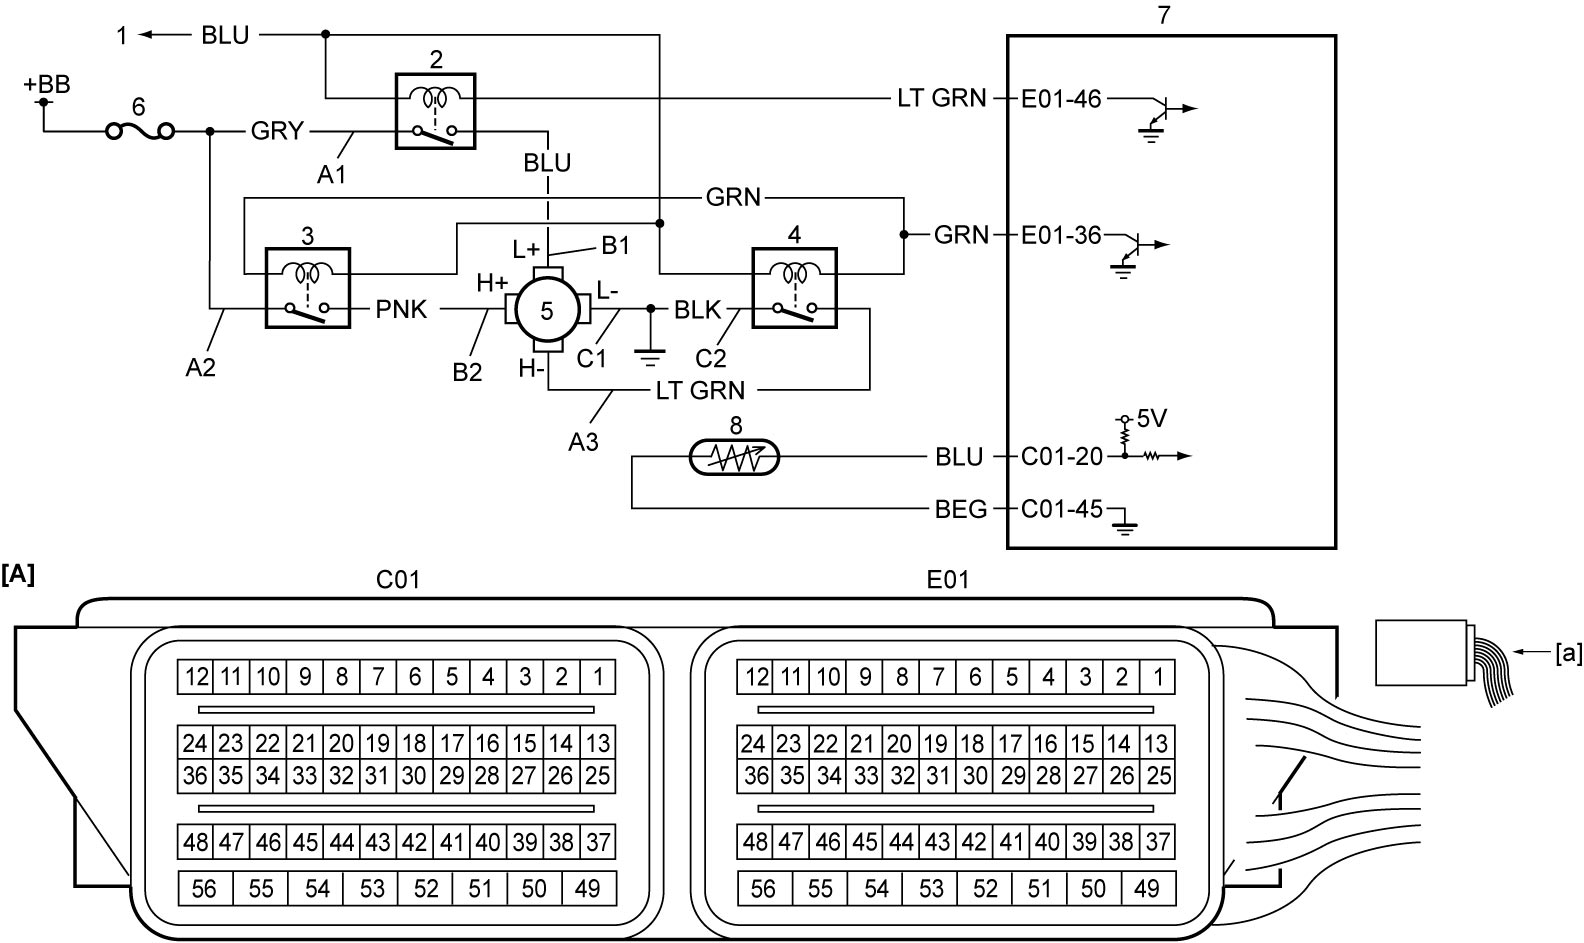 7
1 BLU
2
+BB
6
LT GRN E01-46
GRY
A1
BLU
GRN
3
4
GRN E01-36
L+ B1
H+ L-
PNK 5 BLK
A2
B2
H-
C1
C2
LT GRN
A3
8
5V
BLU C01-20
BEG C01-45
[A]
C01
E01
[a]
12 11 10 9 8 7 6 5 4 3 2 1
24 23 22 21 20 19 18 17 16 15 14 13
36 35 34 33 32 31 30 29 28 27 26 25
48 47 46 45 44 43 42 41 40 39 38 37
56 55 54 53 52 51 50 49
12 11 10 9 8 7 6 5 4 3 2 1
24 23 22 21 20 19 18 17 16 15 14 13
36 35 34 33 32 31 30 29 28 27 26 25
48 47 46 45 44 43 42 41 40 39 38 37
56 55 54 53 52 51 50 49